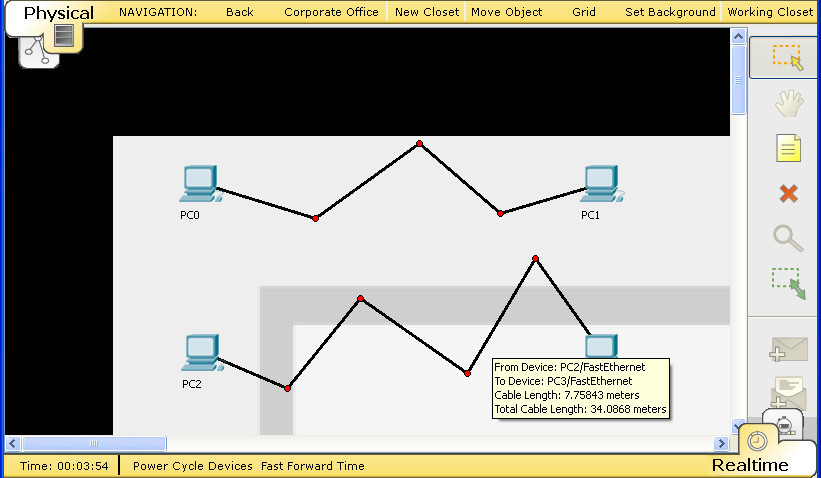 Physical
NAVIGATION: Back Corporate Office New Closet Move Object Grid Set Background Working Closet
PC0
PC1
PC2
From Device: PC2/FastEthernet
To Device: PC3/FastEthernet
Cable Length: 7.75843 meters
Total Cable Length: 34.0868 meters
Time: 00:03:54 Power Cycle Devices Fast Forward Time
Realtime